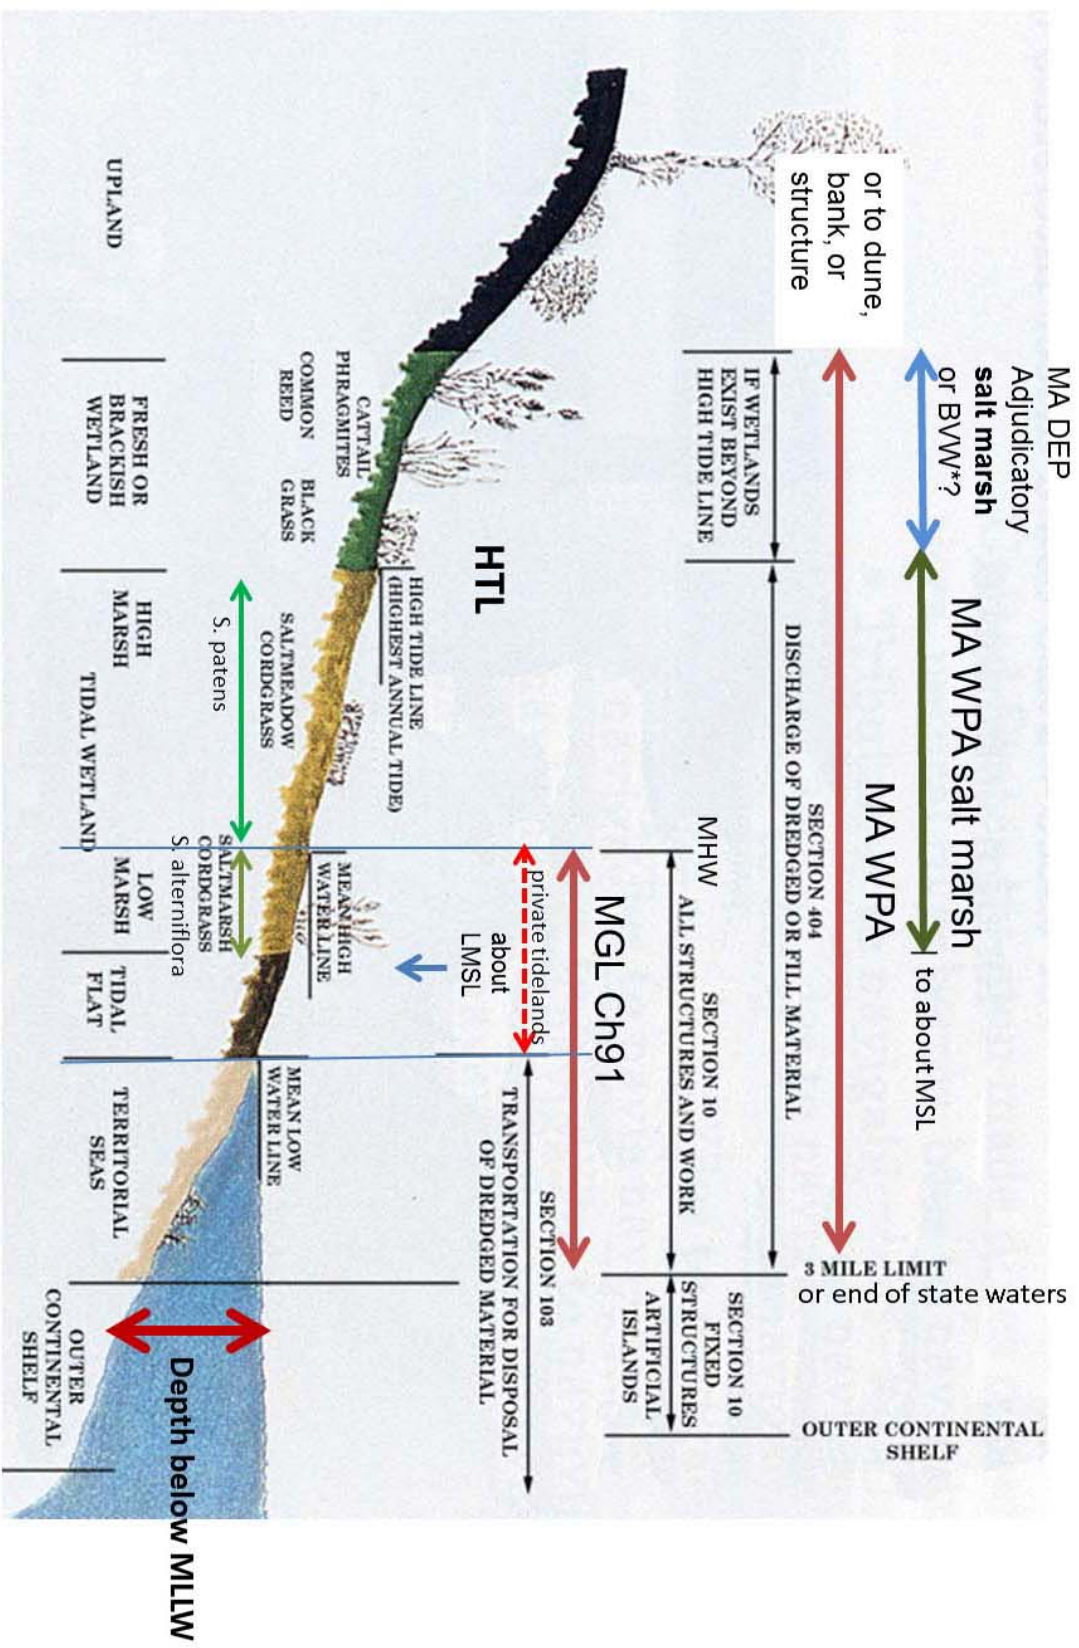 MA DEP
Adjudicatory
salt marsh
or BVW*?
MA WPA salt marsh
to about MSL
MA WPA
or to dune,
bank, or
structure
3 MILE LIMIT
or end of state waters
OUTER CONTINENTAL
SHELF
SECTION 404
DISCHARGE OF DREDGED OR FILL MATERIAL
IF WETLANDS
EXIST BEYOND
HIGH TIDE LINE
MHW
SECTION 10
ALL STRUCTURES AND WORK
SECTION 10
FIXED
STRUCTURES
ARTIFICIAL
ISLANDS
MGL Ch91
private tidelands
SECTION 103
TRANSPORTATION FOR DISPOSAL
OF DREDGED MATERIAL
about
LMSL
HTL
HIGH TIDE LINE
(HIGHEST ANNUAL TIDE)
MEAN HIGH
WATER LINE
MEAN LOW
WATER LINE
CATTAIL
PHRAGMITES
COMMON
REED
BLACK
GRASS
SALTMEADOW
CORDGRASS
S. patens
SALTMARSH
CORDGRASS
S. alterniflora
UPLAND
FRESH OR
BRACKISH
WETLAND
HIGH
MARSH
TIDAL WETLAND
LOW
MARSH
TIDAL
FLAT
TERRITORIAL
SEAS
OUTER
CONTINENTAL
SHELF
Depth below MLLW